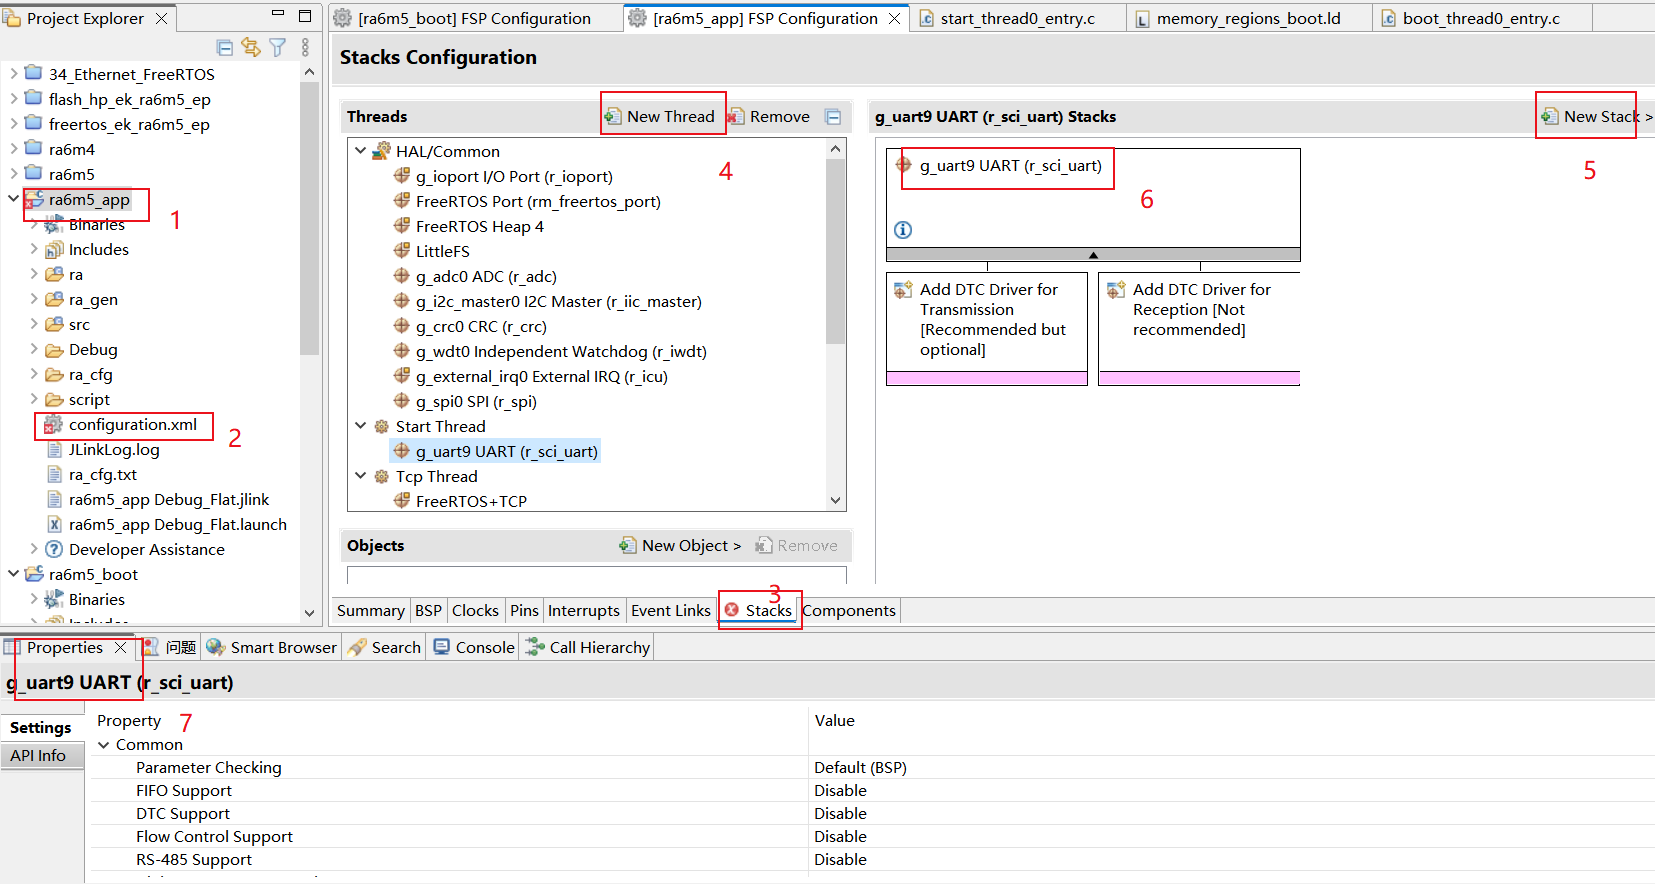 Project Explorer
[ra6m5_boot] FSP Configuration
[ra6m5_app] FSP Configuration
start_thread0_entry.c
memory_regions_boot.ld
boot_thread0_entry.c
34_Ethernet_FreeRTOS
flash_hp_ek_ra6m5_ep
freertos_ek_ra6m5_ep
ra6m4
ra6m5
ra6m5_app
1
Binaries
Includes
ra
ra_gen
src
Debug
ra_cfg
script
configuration.xml
2
JLinkLog.log
ra_cfg.txt
ra6m5_app Debug_Flat.jlink
ra6m5_app Debug_Flat.launch
Developer Assistance
ra6m5_boot
Binaries
Stacks Configuration
Threads
New Thread
Remove
4
HAL/Common
g_ioport I/O Port (r_ioport)
FreeRTOS Port (rm_freertos_port)
FreeRTOS Heap 4
LittleFS
g_adc0 ADC (r_adc)
g_i2c_master0 I2C Master (r_iic_master)
g_crc0 CRC (r_crc)
g_wdt0 Independent Watchdog (r_iwdt)
g_external_irq0 External IRQ (r_icu)
g_spi0 SPI (r_spi)
Start Thread
g_uart9 UART (r_sci_uart)
Tcp Thread
FreeRTOS+TCP
Objects
New Object >
Remove
g_uart9 UART (r_sci_uart) Stacks
New Stack >
5
g_uart9 UART (r_sci_uart)
6
Add DTC Driver for
Transmission
[Recommended but
optional]
Add DTC Driver for
Reception [Not
recommended]
3
Summary
BSP
Clocks
Pins
Interrupts
Event Links
Stacks
Components
Properties
问题
Smart Browser
Search
Console
Call Hierarchy
g_uart9 UART (r_sci_uart)
Settings
API Info
Property
7
Value
Common
Parameter Checking
Default (BSP)
FIFO Support
Disable
DTC Support
Disable
Flow Control Support
Disable
RS-485 Support
Disable